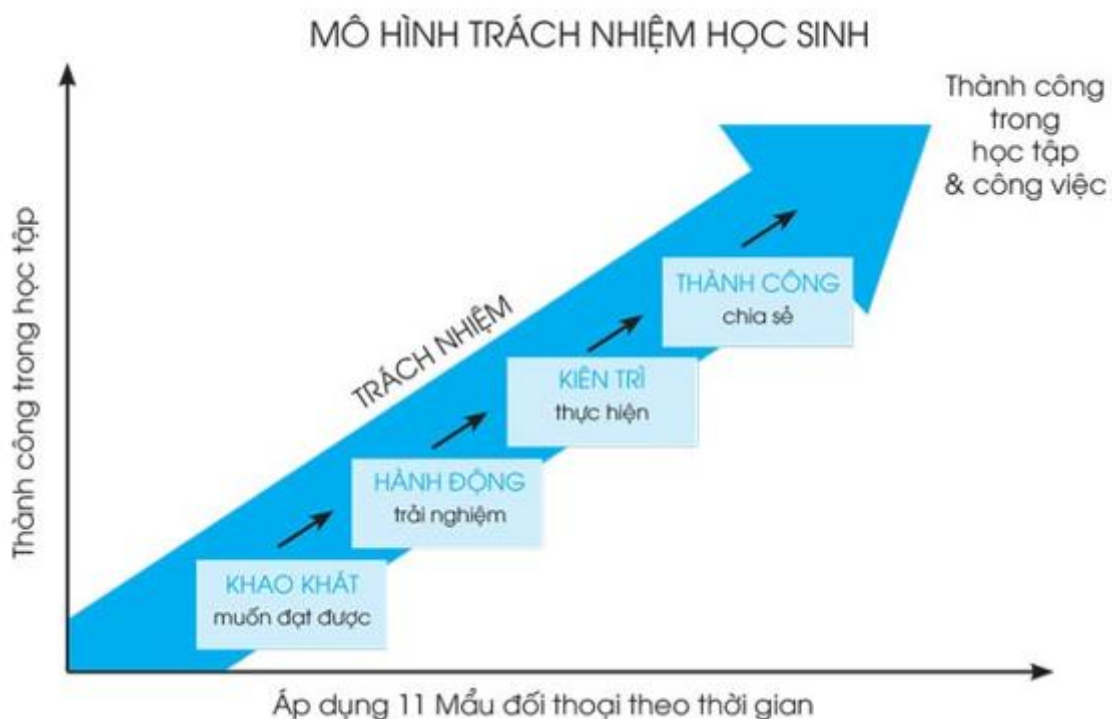 MÔ HÌNH TRÁCH NHIỆM HỌC SINH
Thành công
trong
học tập
& công việc
Thành công trong học tập
TRÁCH NHIỆM
THÀNH CÔNG
chia sẻ
KIÊN TRÌ
thực hiện
HÀNH ĐỘNG
trải nghiệm
KHAO KHÁT
muốn đạt được
Áp dụng 11 Mẫu đối thoại theo thời gian